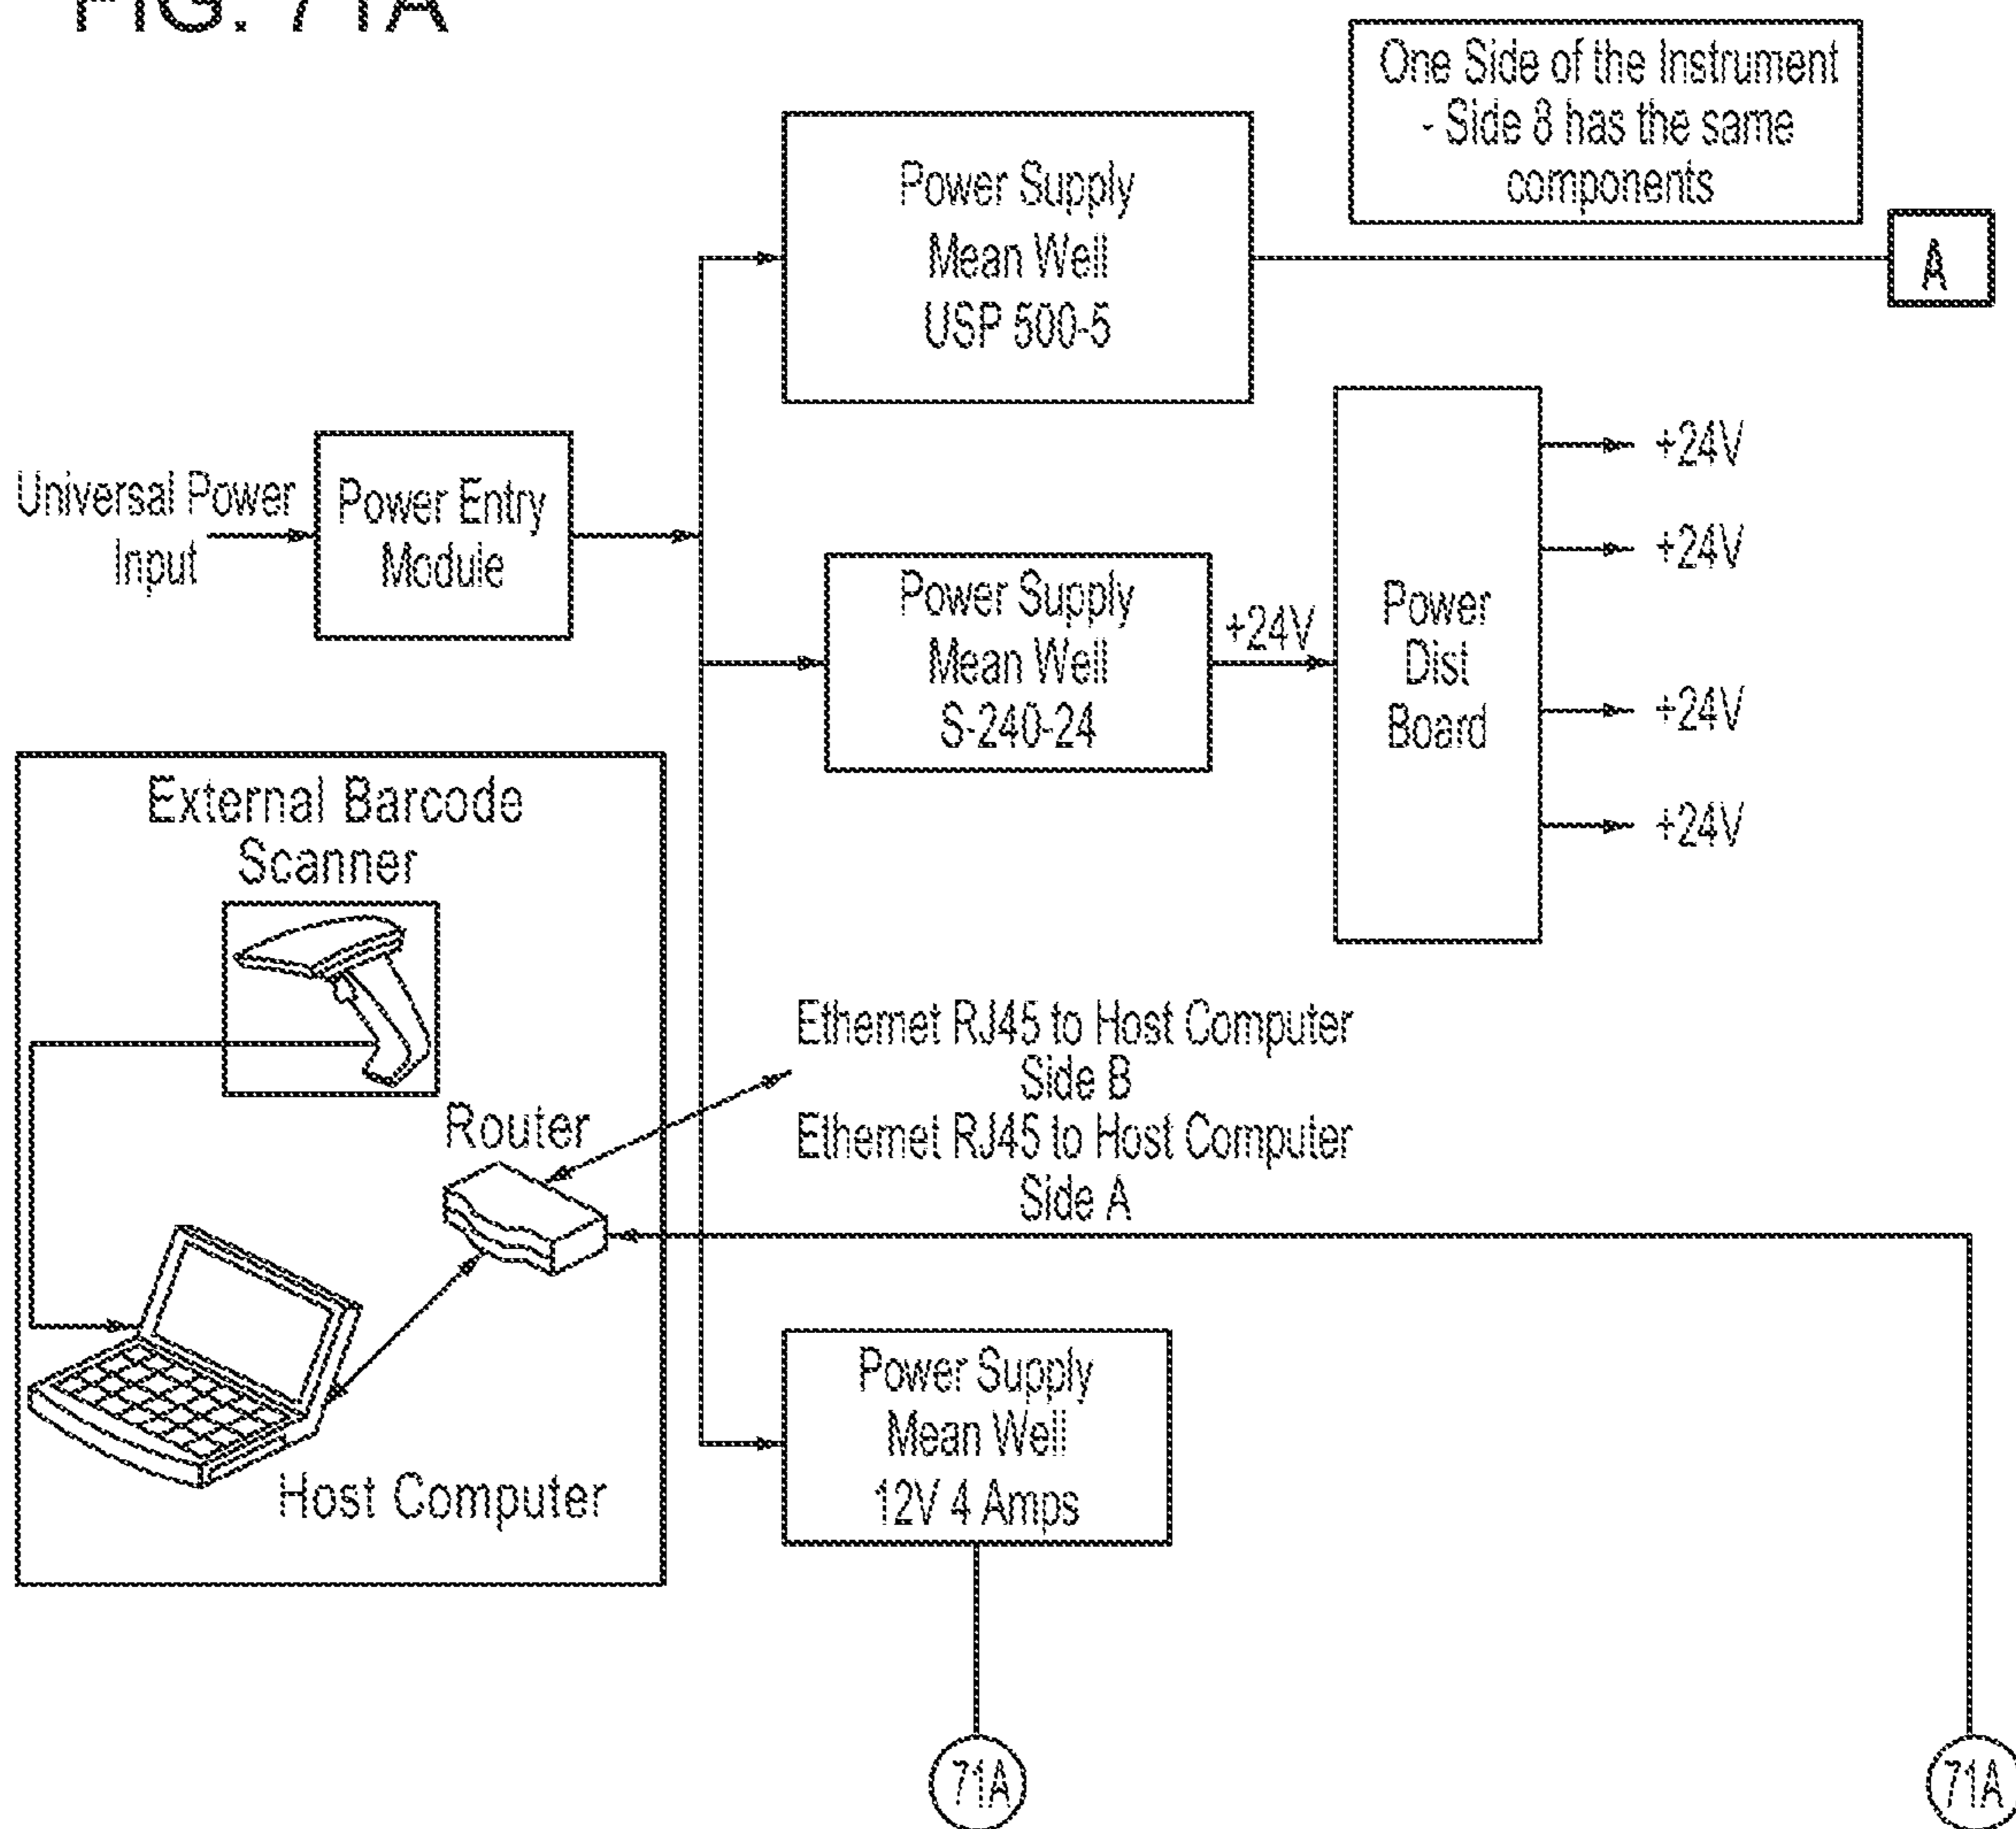 FIG. 71A
One Side of the Instrument
- Side 8 has the same
components
Power Supply
Mean Well
USP 500-5
A
Universal Power
Input
Power Entry
Module
Power Supply
Mean Well
S-240-24
+24V
Power
Dist
Board
+24V
+24V
+24V
+24V
External Barcode
Scanner
Router
Host Computer
Ethernet RJ45 to Host Computer
Side B
Ethernet RJ45 to Host Computer
Side A
Power Supply
Mean Well
12V 4 Amps
71A
71A